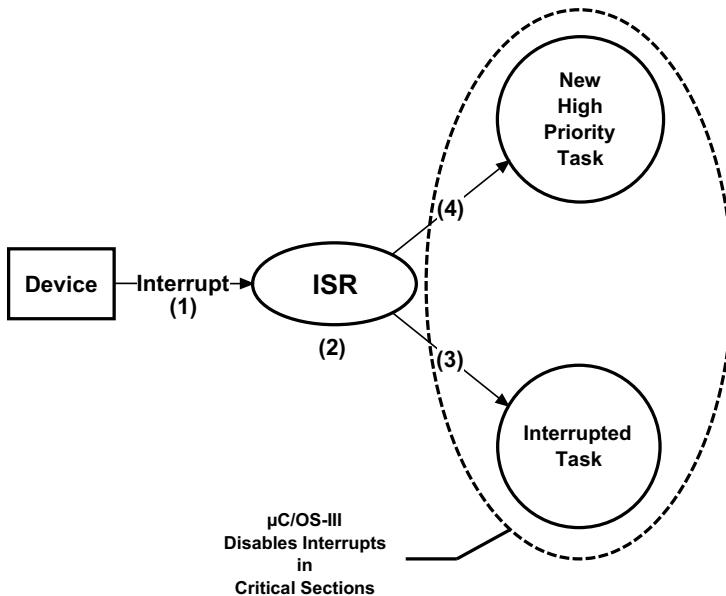 New
High
Priority
Task
(4)
Device
Interrupt
(1)
ISR
(2)
(3)
Interrupted
Task
µC/OS-III
Disables Interrupts
in
Critical Sections